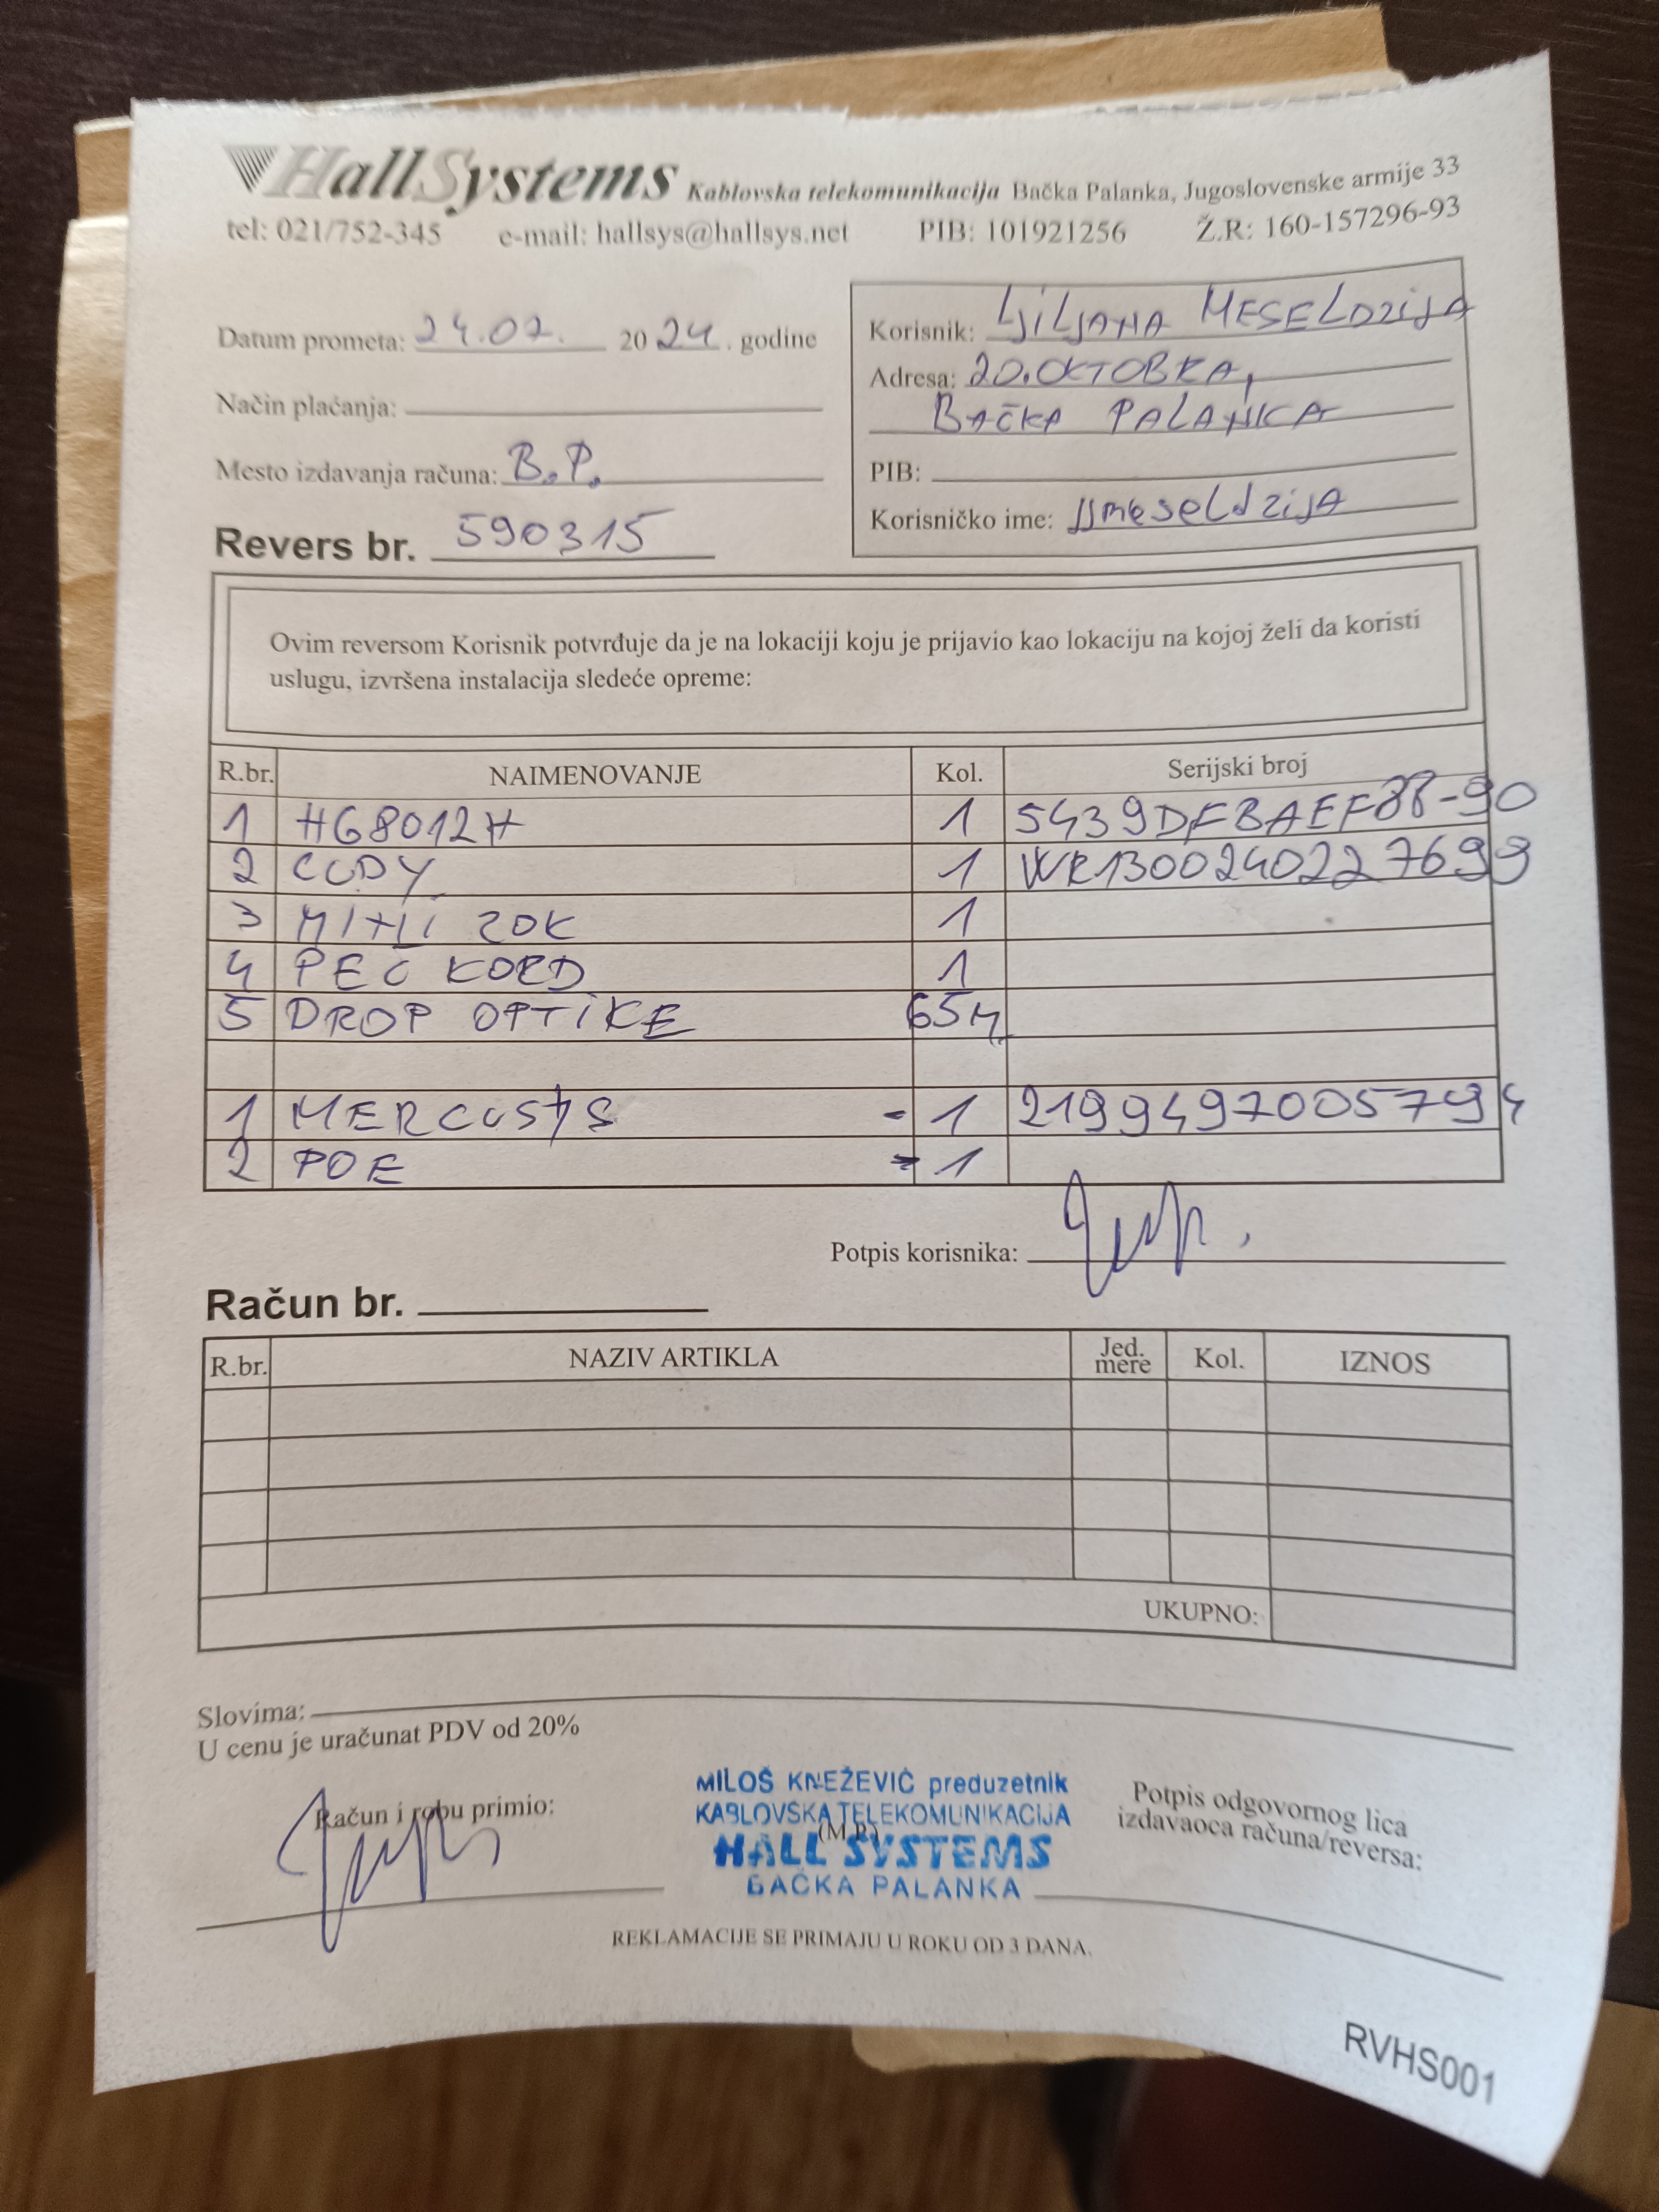 HallSystems Kablovska telekomunikacija Bačka Palanka, Jugoslovenske armije 33
tel: 021/752-345 e-mail: hallsys@hallsys.net PIB: 101921256 Ž.R: 160-157296-93
Datum prometa: 24.07. 2024. godine
Način plaćanja:
Mesto izdavanja računa: B.P.
Revers br. 590315
Korisnik: LJILJANA MESELDZIJA
Adresa: 20.OKTOBRA,
BAČKA PALANKA
PIB:
Korisničko ime: ljmeseldzija
Ovim reversom Korisnik potvrđuje da je na lokaciji koju je prijavio kao lokaciju na kojoj želi da koristi
uslugu, izvršena instalacija sledeće opreme:
R.br. NAIMENOVANJE Kol. Serijski broj
1 HG8012H 1 5439DFBAEF88-90
2 CUDY 1 WR1300240227699
3 MINI ZOK 1
4 PEČ KORD 1
5 DROP OPTIKE 65m
1 MERCUSYS -1 2199497005794
2 POE -1
Potpis korisnika:
Račun br.
R.br. NAZIV ARTIKLA Jed. mere Kol. IZNOS
UKUPNO:
Slovima:
U cenu je uračunat PDV od 20%
Račun i robu primio:
MILOŠ KNEŽEVIĆ preduzetnik
KABLOVSKA TELEKOMUNIKACIJA
(M.P.)
HALL SYSTEMS
BAČKA PALANKA
Potpis odgovornog lica
izdavaoca računa/reversa:
REKLAMACIJE SE PRIMAJU U ROKU OD 3 DANA.
RVHS001